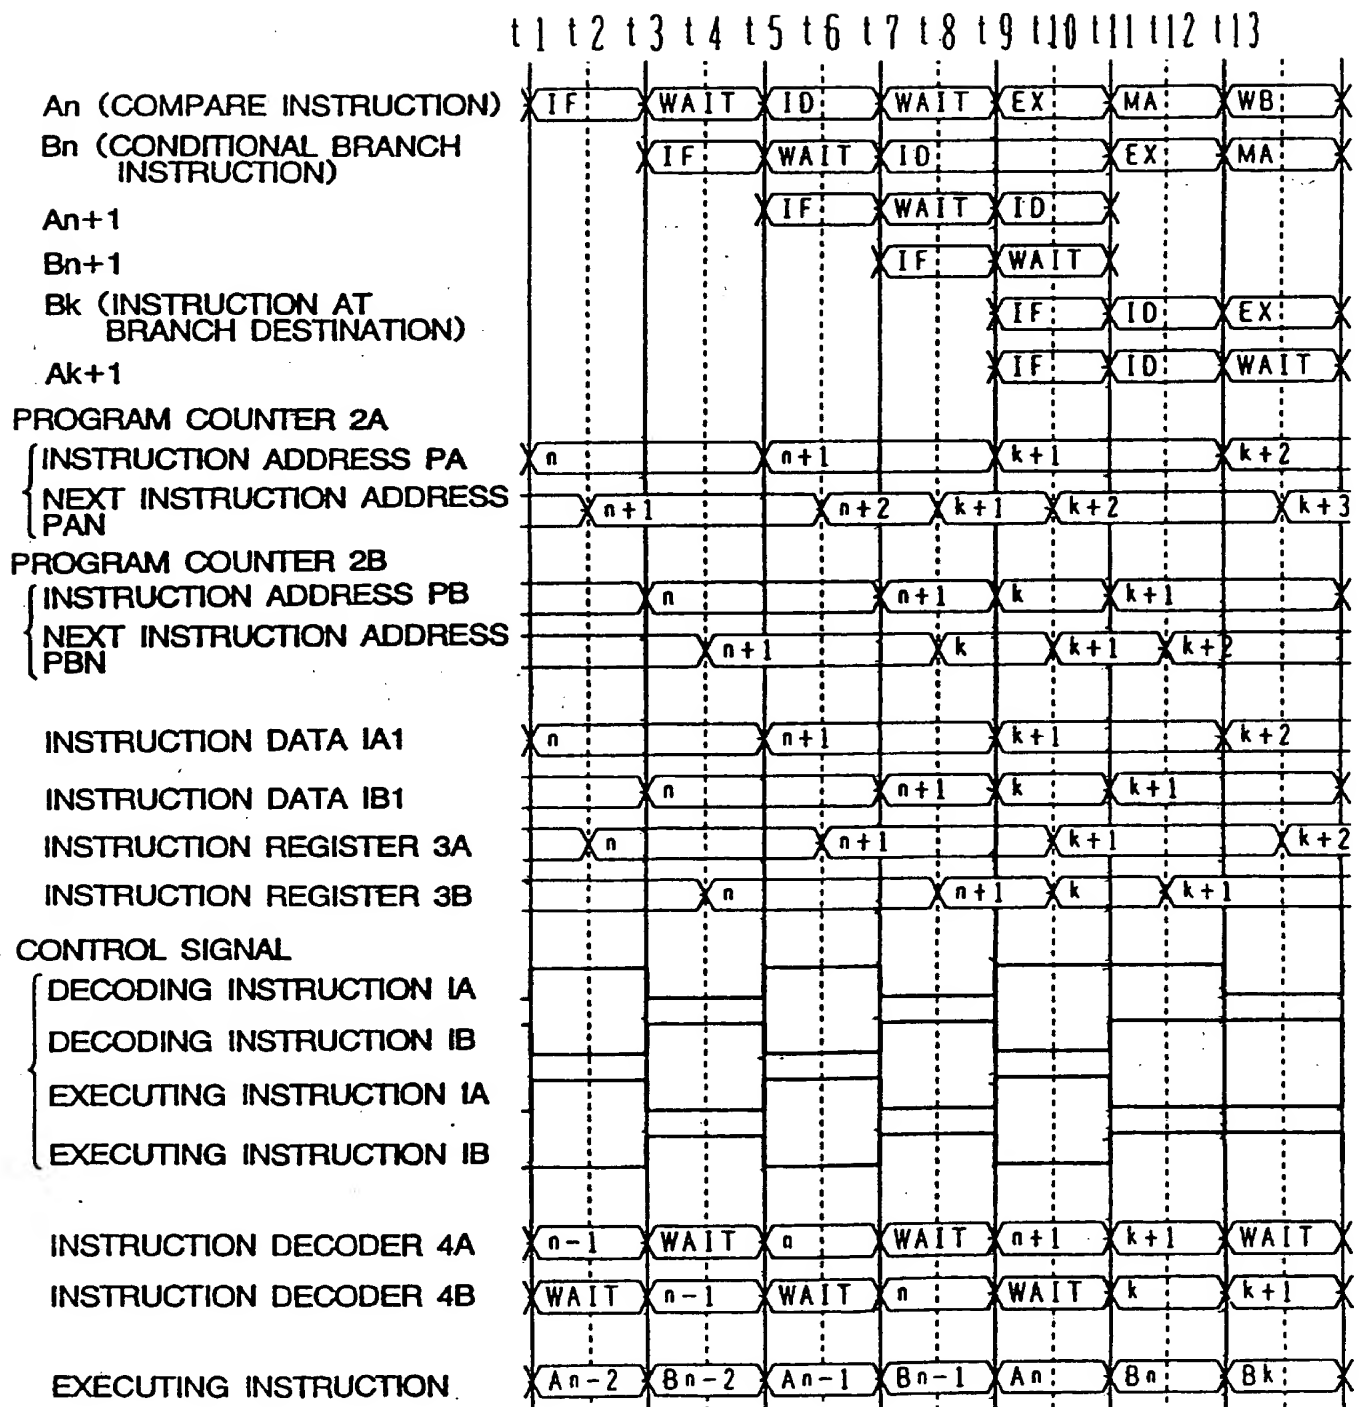 t1 t2 t3 t4 t5 t6 t7 t8 t9 t10 t11 t12 t13
An (COMPARE INSTRUCTION) IF WAIT ID WAIT EX MA WB
Bn (CONDITIONAL BRANCH
INSTRUCTION) IF WAIT ID EX MA
An+1 IF WAIT ID
Bn+1 IF WAIT
Bk (INSTRUCTION AT
BRANCH DESTINATION) IF ID EX
Ak+1 IF ID WAIT
PROGRAM COUNTER 2A
INSTRUCTION ADDRESS PA n n+1 k+1 k+2
NEXT INSTRUCTION ADDRESS
PAN n+1 n+2 k+1 k+2 k+3
PROGRAM COUNTER 2B
INSTRUCTION ADDRESS PB n n+1 k k+1
NEXT INSTRUCTION ADDRESS
PBN n+1 k k+1 k+2
INSTRUCTION DATA IA1 n n+1 k+1 k+2
INSTRUCTION DATA IB1 n n+1 k k+1
INSTRUCTION REGISTER 3A n n+1 k+1 k+2
INSTRUCTION REGISTER 3B n n+1 k k+1
CONTROL SIGNAL
DECODING INSTRUCTION IA
DECODING INSTRUCTION IB
EXECUTING INSTRUCTION IA
EXECUTING INSTRUCTION IB
INSTRUCTION DECODER 4A n-1 WAIT n WAIT n+1 k+1 WAIT
INSTRUCTION DECODER 4B WAIT n-1 WAIT n WAIT k k+1
EXECUTING INSTRUCTION An-2 Bn-2 An-1 Bn-1 An Bn Bk